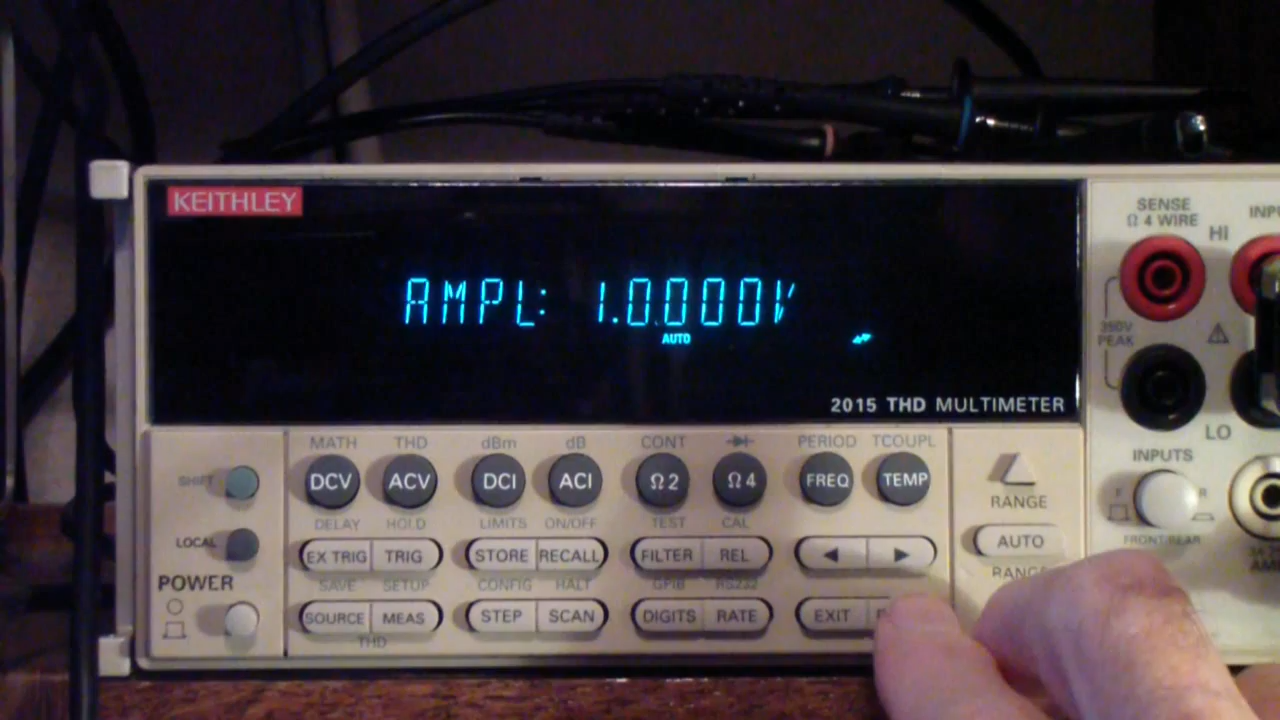 KEITHLEY
AMPL: 1.0000V
AUTO
2015 THD MULTIMETER
SENSE
Ω 4 WIRE
HI
350V
PEAK
LO
INPUTS
F R
FRONT/REAR
MATH THD dBm dB CONT PERIOD TCOUPL
SHIFT DCV ACV DCI ACI Ω2 Ω4 FREQ TEMP
RANGE
DELAY HOLD LIMITS ON/OFF TEST CAL
LOCAL EX TRIG TRIG STORE RECALL FILTER REL ◀ ▶ AUTO
RANGE
POWER SAVE SETUP CONFIG HALT GPIB RS232
SOURCE MEAS STEP SCAN DIGITS RATE EXIT
THD